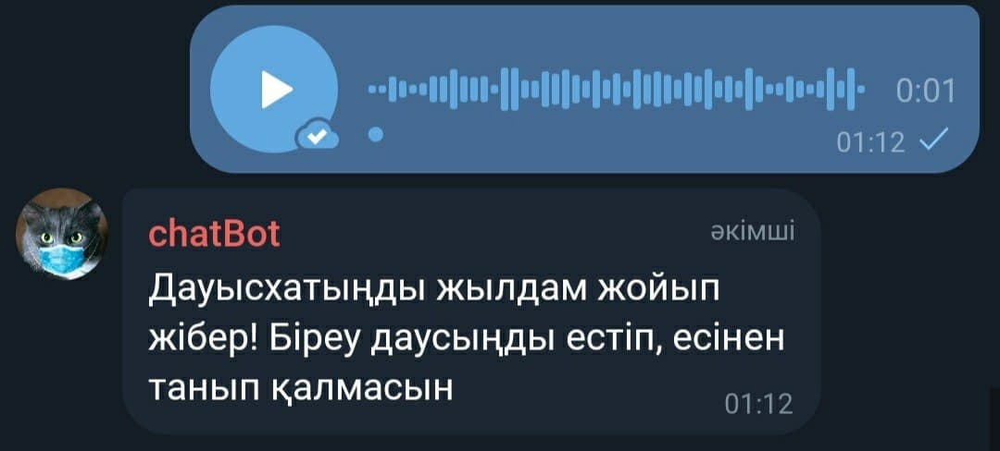 0:01
01:12
chatBot әкімші
Дауысхатыңды жылдам жойып
жібер! Біреу даусыңды естіп, есінен
танып қалмасын
01:12